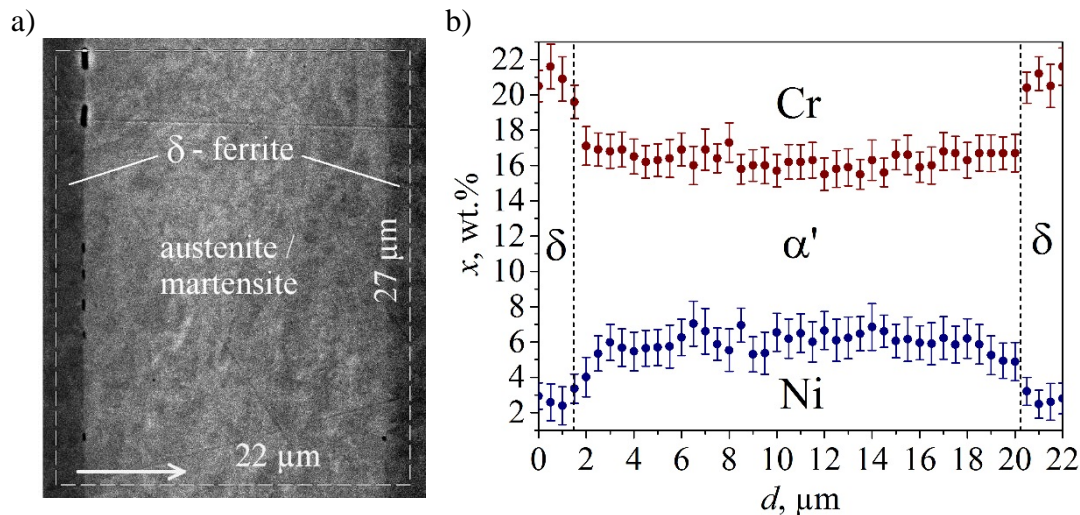 a)
δ - ferrite
austenite /
martensite
27 µm
22 µm
b)
22
20
18
16
14
12
10
8
6
4
2
x, wt.%
Cr
δ
α'
δ
Ni
0 2 4 6 8 10 12 14 16 18 20 22
d, µm